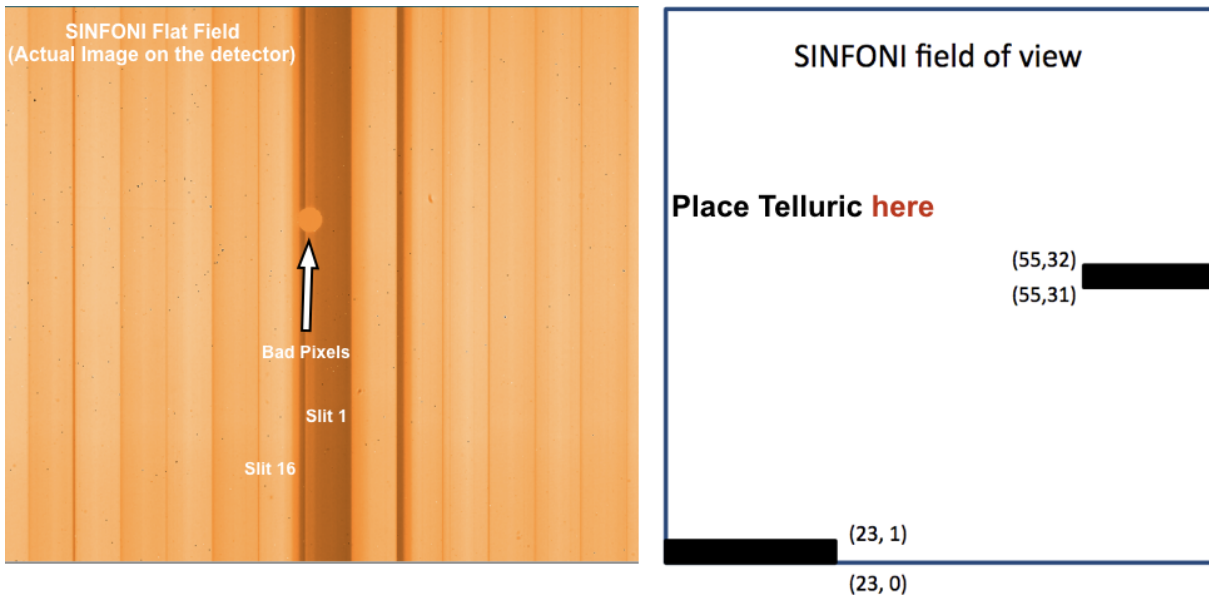 SINFONI Flat Field
(Actual Image on the detector)
Bad Pixels
Slit 1
Slit 16
SINFONI field of view
Place Telluric here
(55,32)
(55,31)
(23, 1)
(23, 0)